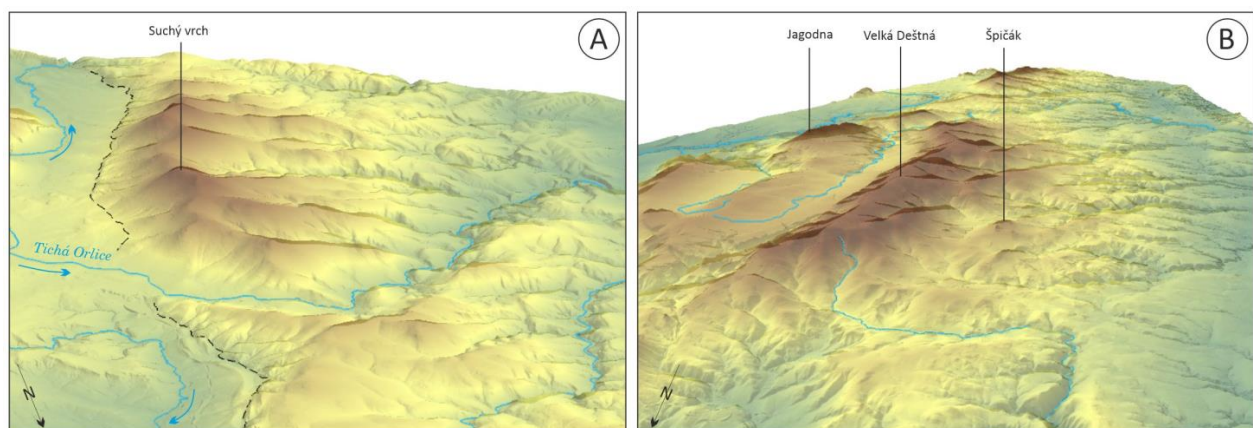 Suchý vrch
A
Tichá Orlice
N
Jagodna
Velká Deštná
Špičák
B
N